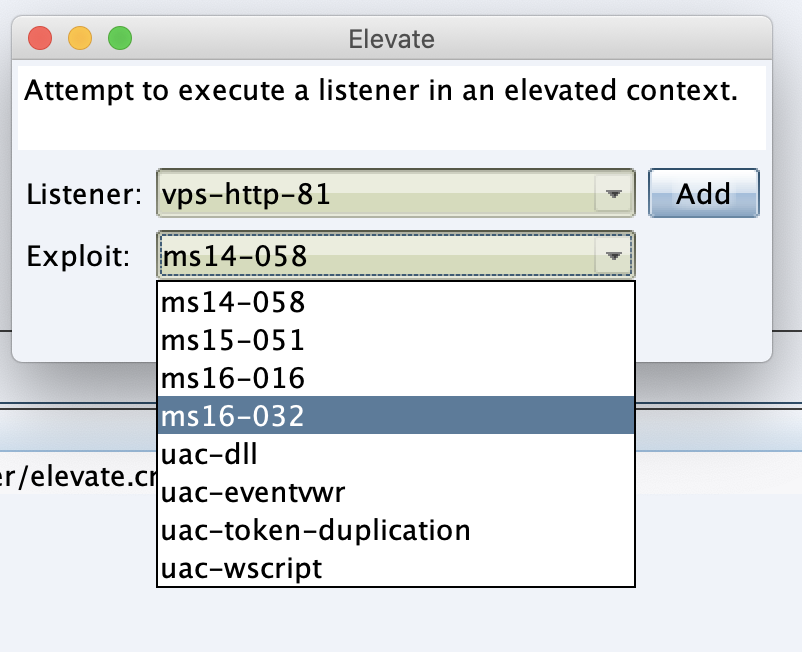 Elevate
Attempt to execute a listener in an elevated context.
Listener: vps-http-81 Add
Exploit: ms14-058
ms14-058
ms15-051
ms16-016
ms16-032
uac-dll
er/elevate.cr
uac-eventvwr
uac-token-duplication
uac-wscript